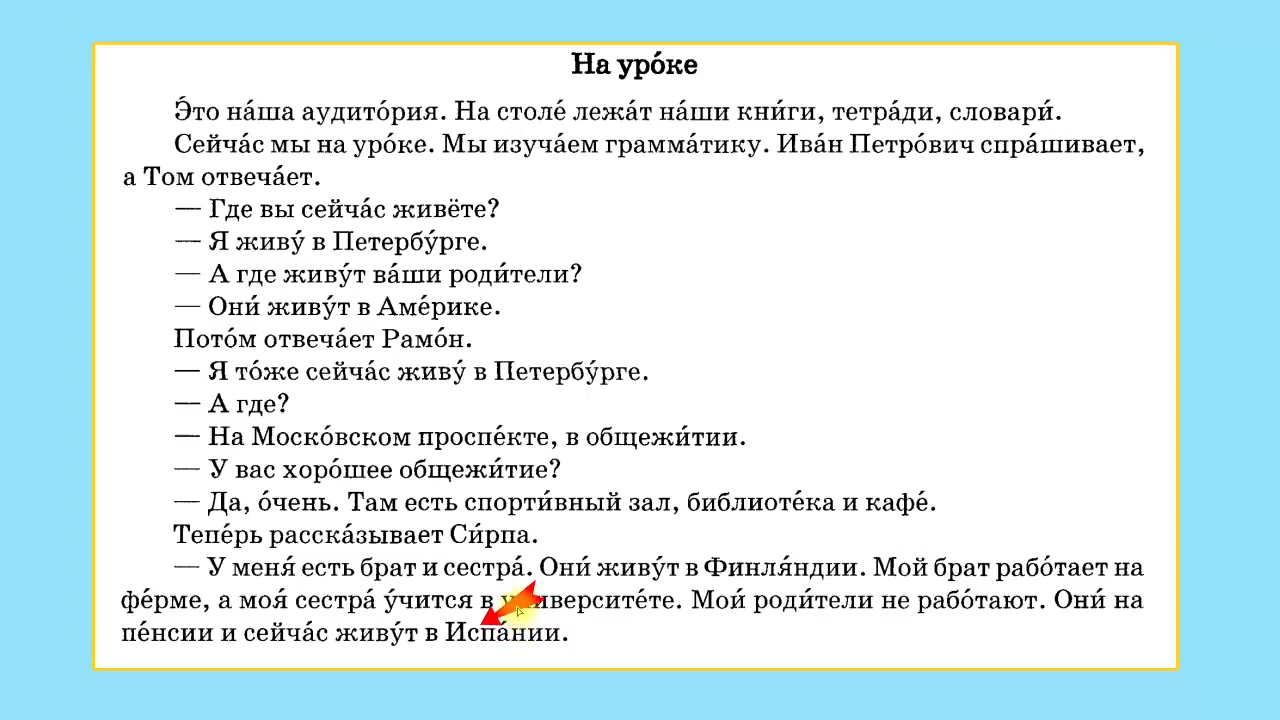 На уро́ке
Э́то на́ша аудито́рия. На столе́ лежа́т на́ши кни́ги, тетра́ди, словари́.
Сейча́с мы на уро́ке. Мы изуча́ем грамма́тику. Ива́н Петро́вич спра́шивает,
а Том отвеча́ет.
— Где вы сейча́с живёте?
— Я живу́ в Петербу́рге.
— А где живу́т ва́ши роди́тели?
— Они́ живу́т в Аме́рике.
Пото́м отвеча́ет Рамо́н.
— Я то́же сейча́с живу́ в Петербу́рге.
— А где?
— На Моско́вском проспе́кте, в общежи́тии.
— У вас хоро́шее общежи́тие?
— Да, о́чень. Там есть спорти́вный зал, библиоте́ка и кафе́.
Тепе́рь расска́зывает Си́рпа.
— У меня́ есть брат и сестра́. Они́ живу́т в Финля́ндии. Мой брат рабо́тает на
фе́рме, а моя́ сестра́ у́чится в университе́те. Мои́ роди́тели не рабо́тают. Они́ на
пе́нсии и сейча́с живу́т в Испа́нии.